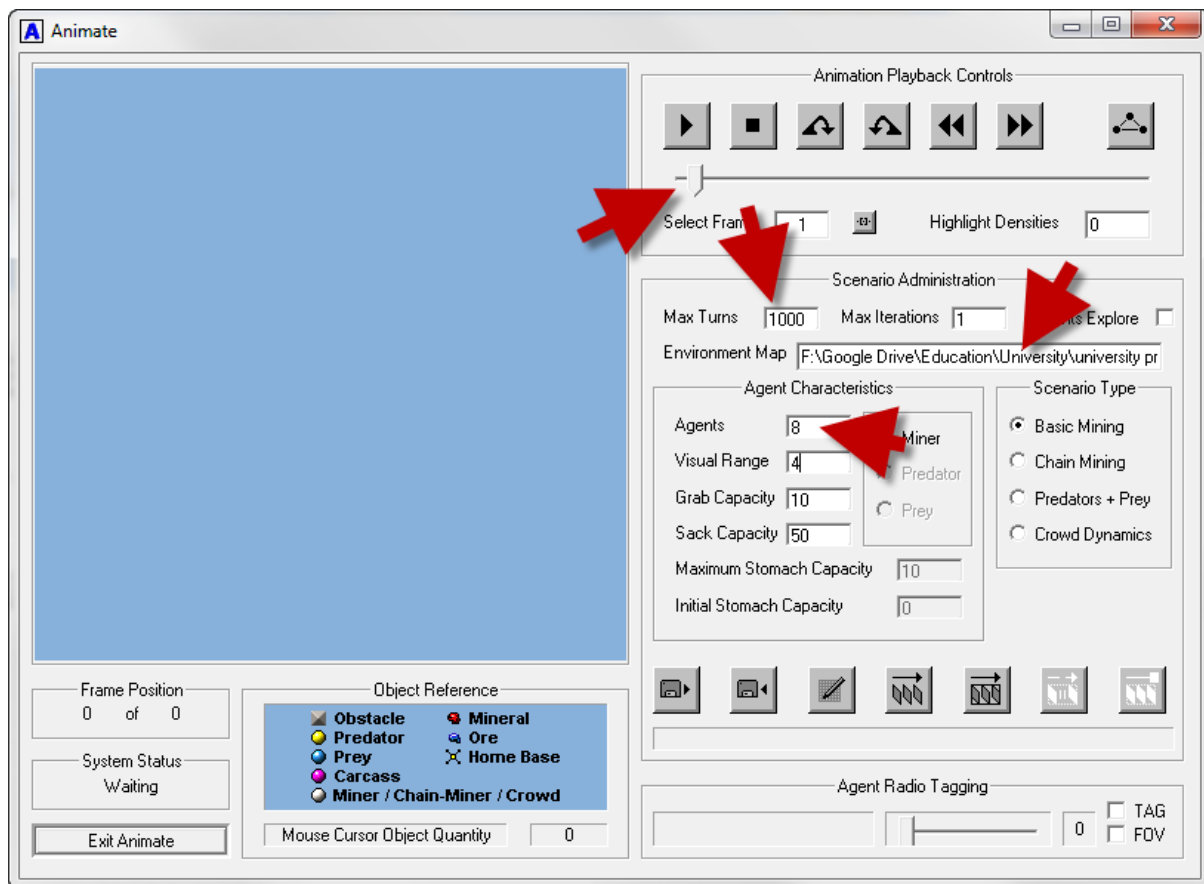 Animate
Animation Playback Controls
Select Fram
1
Highlight Densities
0
Scenario Administration
Max Turns 1000
Max Iterations 1
Explore
Environment Map F:\Google Drive\Education\University\university pr
Agent Characteristics
Agents 8
Visual Range 4
Grab Capacity 10
Sack Capacity 50
Maximum Stomach Capacity 10
Initial Stomach Capacity 0
Miner
Predator
Prey
Scenario Type
Basic Mining
Chain Mining
Predators + Prey
Crowd Dynamics
Frame Position
0 of 0
System Status
Waiting
Exit Animate
Object Reference
Obstacle
Mineral
Predator
Ore
Prey
Home Base
Carcass
Miner / Chain-Miner / Crowd
Mouse Cursor Object Quantity 0
Agent Radio Tagging
0
TAG
FOV